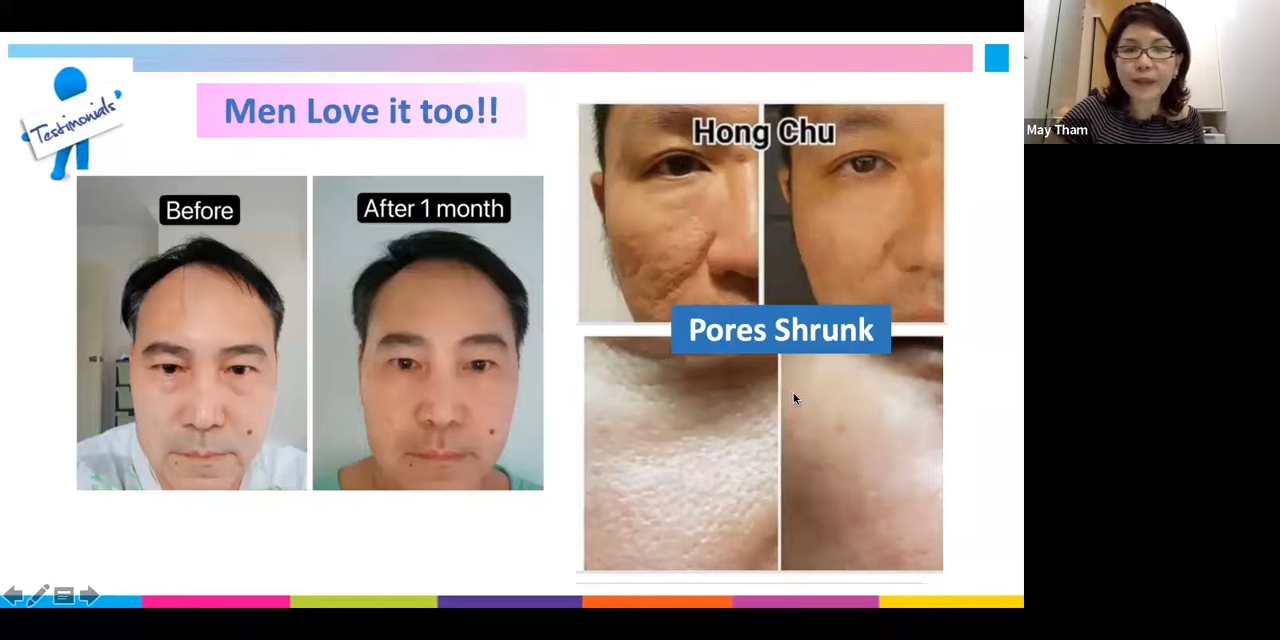 Testimonials
Men Love it too!!
Before
After 1 month
Hong Chu
Pores Shrunk
May Tham